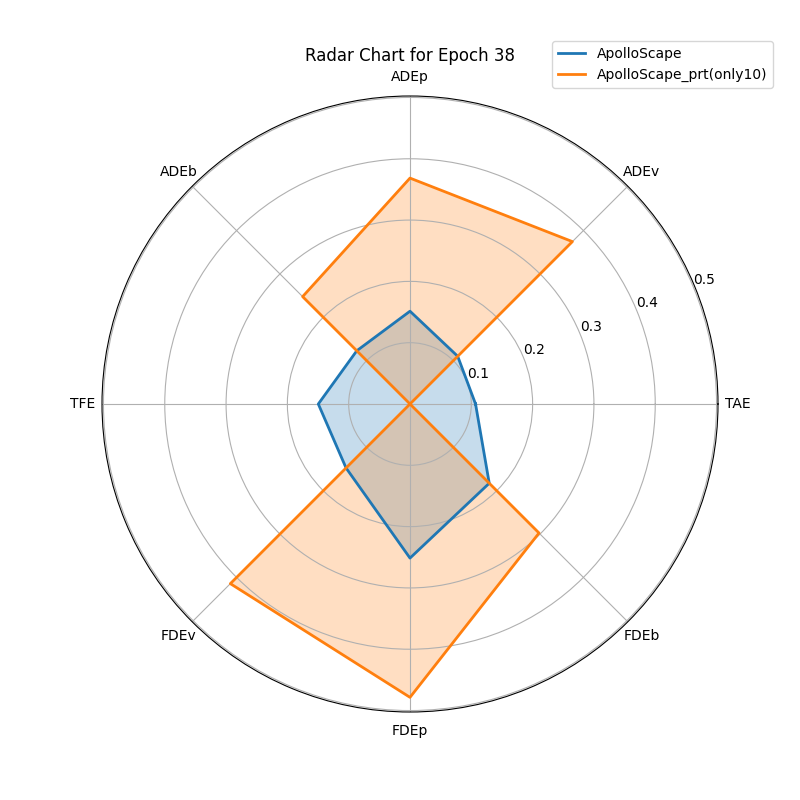 Radar Chart for Epoch 38
ApolloScape
ApolloScape_prt(only10)
ADEp
ADEb
ADEv
0.5
0.4
0.3
0.2
0.1
TFE
TAE
FDEv
FDEb
FDEp